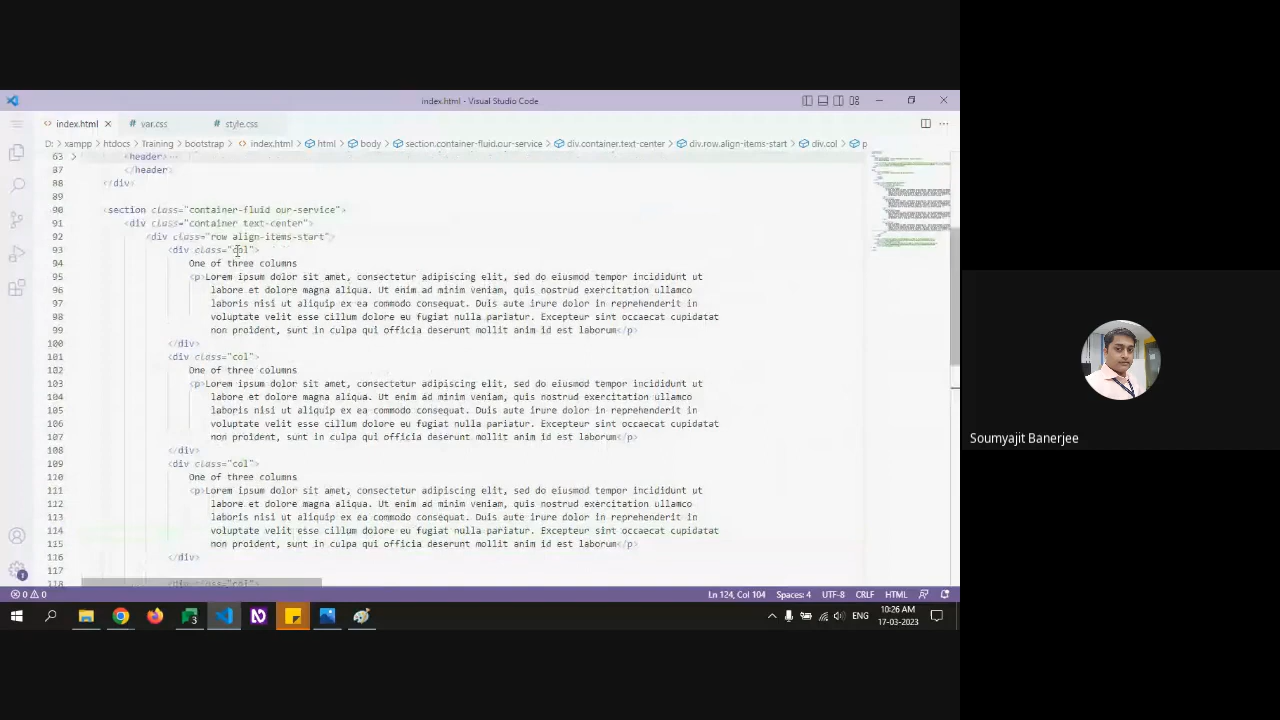 index.html - Visual Studio Code
index.html
var.css
style.css
D: > xampp > htdocs > Training > bootstrap > index.html > html > body > section.container-fluid.our-service > div.container.text-center > div.row.align-items-start > div.col > p
63 <header>...
87 </header>
88 </div>
89
90 <section class="container-fluid our-service">
91 <div class="container text-center">
92 <div class="row align-items-start">
93 <div class="col">
94 One of three columns
95 <p>Lorem ipsum dolor sit amet, consectetur adipiscing elit, sed do eiusmod tempor incididunt ut
96 labore et dolore magna aliqua. Ut enim ad minim veniam, quis nostrud exercitation ullamco
97 laboris nisi ut aliquip ex ea commodo consequat. Duis aute irure dolor in reprehenderit in
98 voluptate velit esse cillum dolore eu fugiat nulla pariatur. Excepteur sint occaecat cupidatat
99 non proident, sunt in culpa qui officia deserunt mollit anim id est laborum</p>
100 </div>
101 <div class="col">
102 One of three columns
103 <p>Lorem ipsum dolor sit amet, consectetur adipiscing elit, sed do eiusmod tempor incididunt ut
104 labore et dolore magna aliqua. Ut enim ad minim veniam, quis nostrud exercitation ullamco
105 laboris nisi ut aliquip ex ea commodo consequat. Duis aute irure dolor in reprehenderit in
106 voluptate velit esse cillum dolore eu fugiat nulla pariatur. Excepteur sint occaecat cupidatat
107 non proident, sunt in culpa qui officia deserunt mollit anim id est laborum</p>
108 </div>
109 <div class="col">
110 One of three columns
111 <p>Lorem ipsum dolor sit amet, consectetur adipiscing elit, sed do eiusmod tempor incididunt ut
112 labore et dolore magna aliqua. Ut enim ad minim veniam, quis nostrud exercitation ullamco
113 laboris nisi ut aliquip ex ea commodo consequat. Duis aute irure dolor in reprehenderit in
114 voluptate velit esse cillum dolore eu fugiat nulla pariatur. Excepteur sint occaecat cupidatat
115 non proident, sunt in culpa qui officia deserunt mollit anim id est laborum</p>
116 </div>
117
118 <div class="col">
0 0 Ln 124, Col 104 Spaces: 4 UTF-8 CRLF HTML
ENG
10:26 AM
17-03-2023
Soumyajit Banerjee